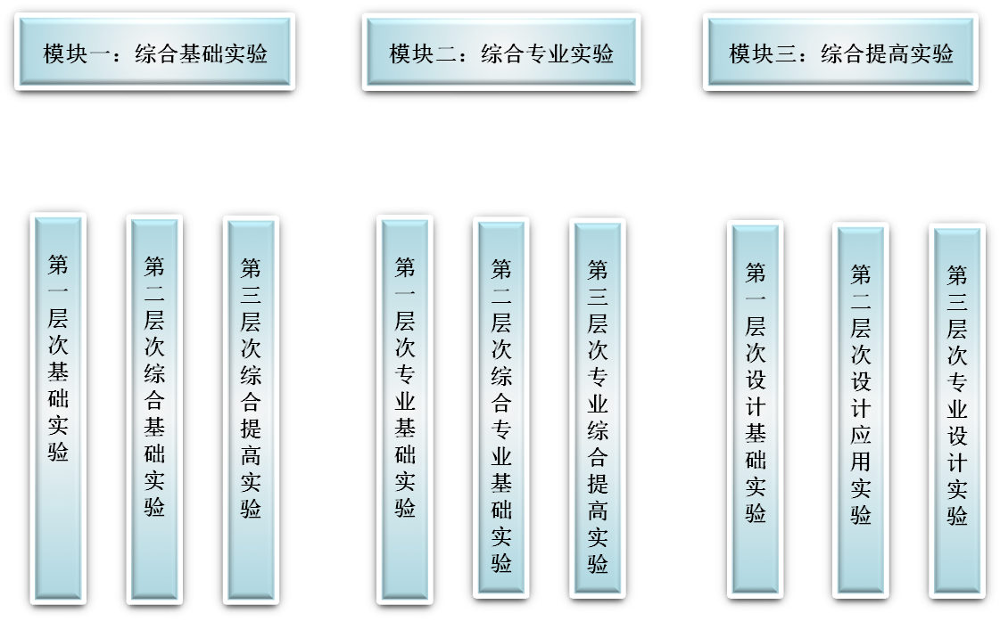 模块一：综合基础实验
模块二：综合专业实验
模块三：综合提高实验
第一层次基础实验
第二层次综合基础实验
第三层次综合提高实验
第一层次专业基础实验
第二层次综合专业基础实验
第三层次专业综合提高实验
第一层次设计基础实验
第二层次设计应用实验
第三层次专业设计实验